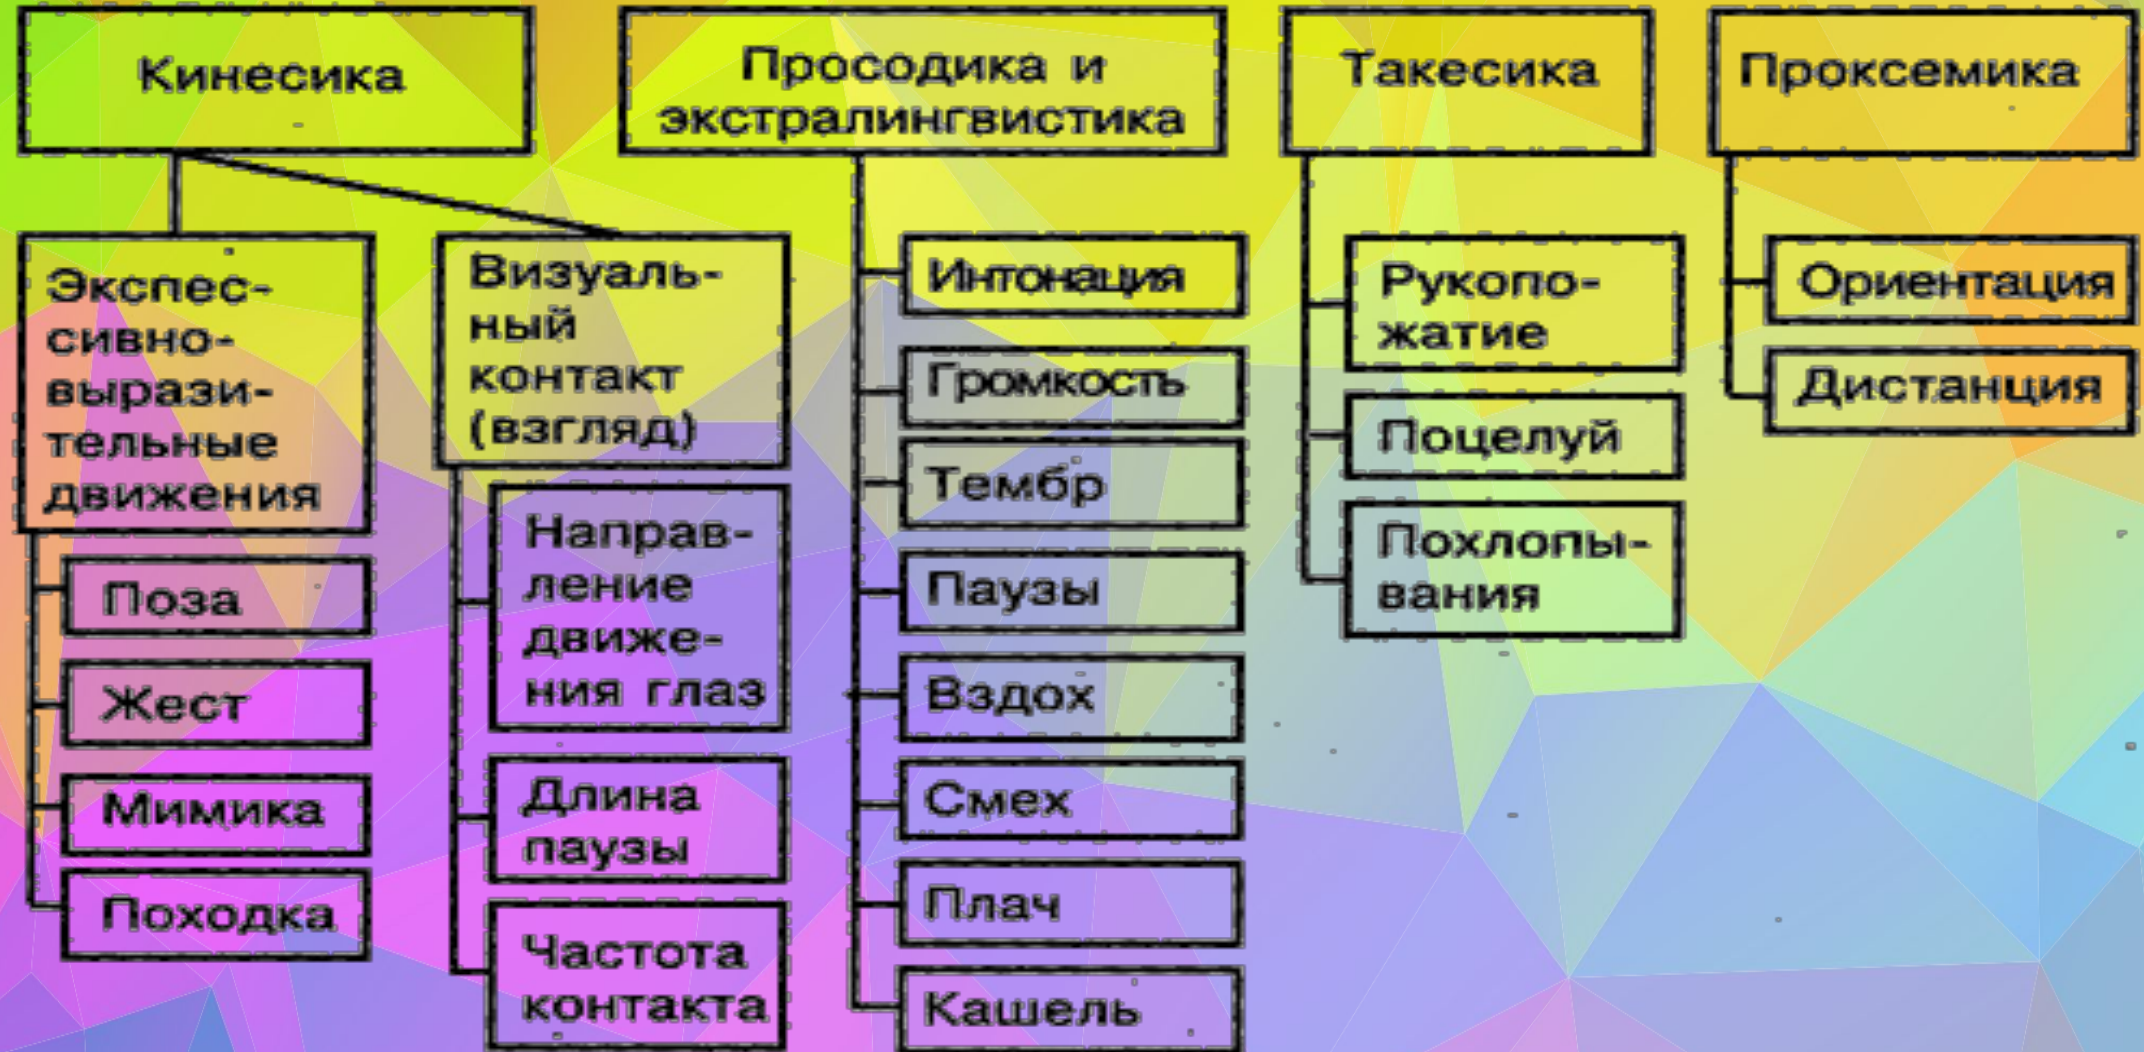 Кинесика
Экспес-
сивно-
вырази-
тельные
движения
Поза
Жест
Мимика
Походка
Визуаль-
ный
контакт
(взгляд)
Направ-
ление
движе-
ния глаз
Длина
паузы
Частота
контакта
Просодика и
экстралингвистика
Интонация
Громкость
Тембр
Паузы
Вздох
Смех
Плач
Кашель
Такесика
Рукопо-
жатие
Поцелуй
Похлопы-
вания
Проксемика
Ориентация
Дистанция